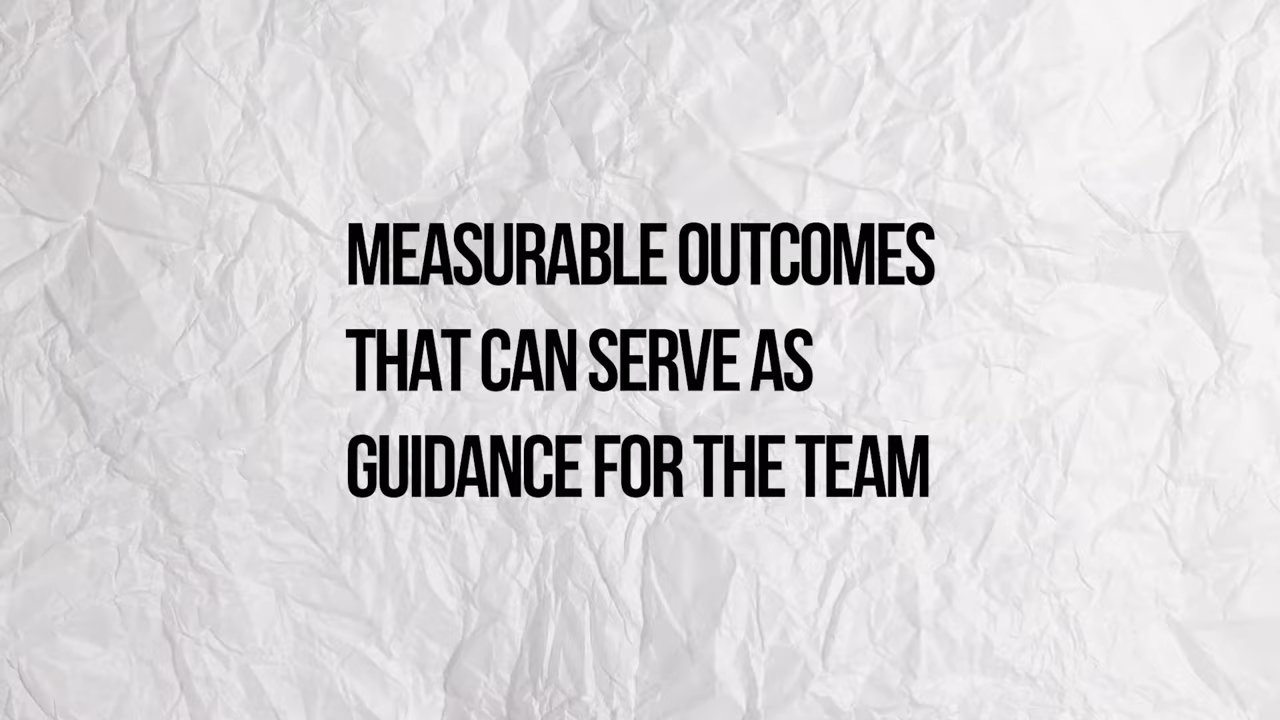 MEASURABLE OUTCOMES
THAT CAN SERVE AS
GUIDANCE FOR THE TEAM